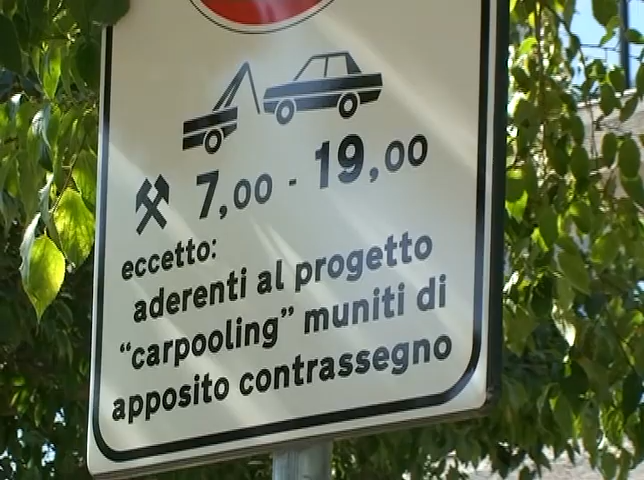 7,00 - 19,00
eccetto:
aderenti al progetto
"carpooling" muniti di
apposito contrassegno